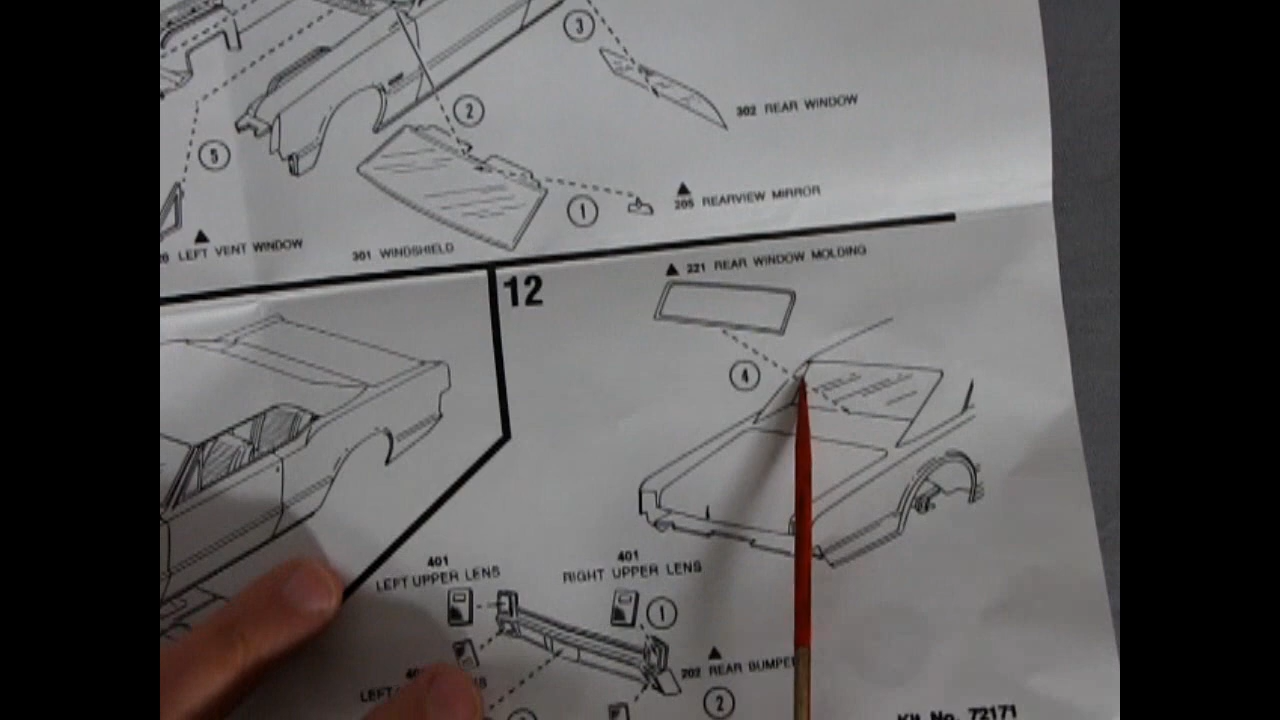 3
302 REAR WINDOW
2
5
1
205 REARVIEW MIRROR
LEFT VENT WINDOW
301 WINDSHIELD
12
221 REAR WINDOW MOLDING
4
401
LEFT UPPER LENS
401
RIGHT UPPER LENS
1
202 REAR BUMPER
LEFT
2
Kit No. 72171